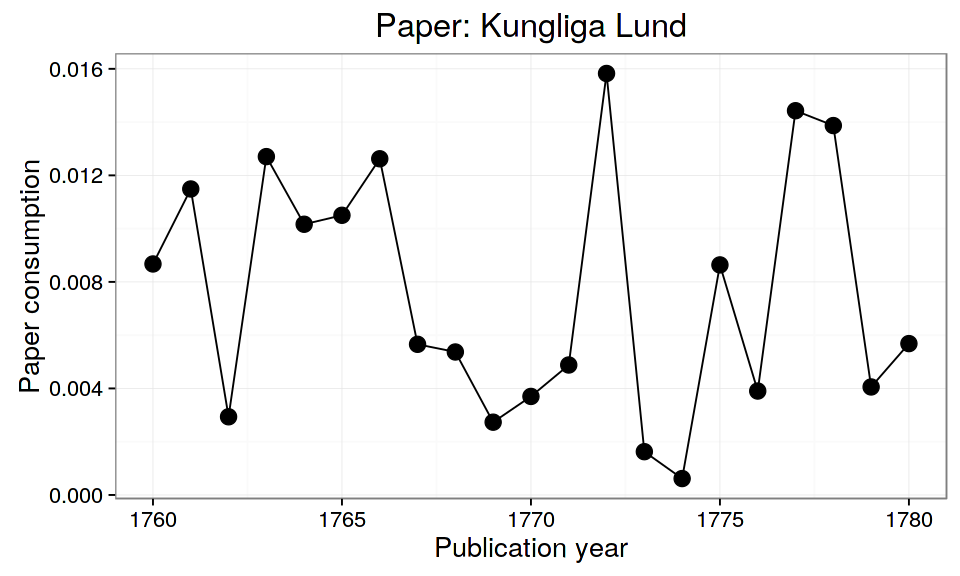 Paper: Kungliga Lund
0.016
0.012
0.008
0.004
0.000
Paper consumption
1760 1765 1770 1775 1780
Publication year